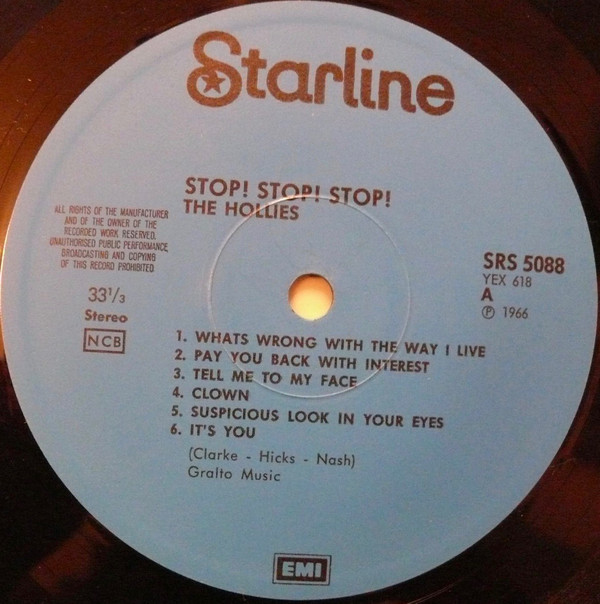 Starline
STOP! STOP! STOP!
THE HOLLIES
ALL RIGHTS OF THE MANUFACTURER
AND OF THE OWNER OF THE
RECORDED WORK RESERVED.
UNAUTHORISED PUBLIC PERFORMANCE
BROADCASTING AND COPYING
OF THIS RECORD PROHIBITED
33 1/3
Stereo
NCB
SRS 5088
YEX 618
A
℗ 1966
1. WHATS WRONG WITH THE WAY I LIVE
2. PAY YOU BACK WITH INTEREST
3. TELL ME TO MY FACE
4. CLOWN
5. SUSPICIOUS LOOK IN YOUR EYES
6. IT'S YOU
(Clarke - Hicks - Nash)
Gralto Music
EMI